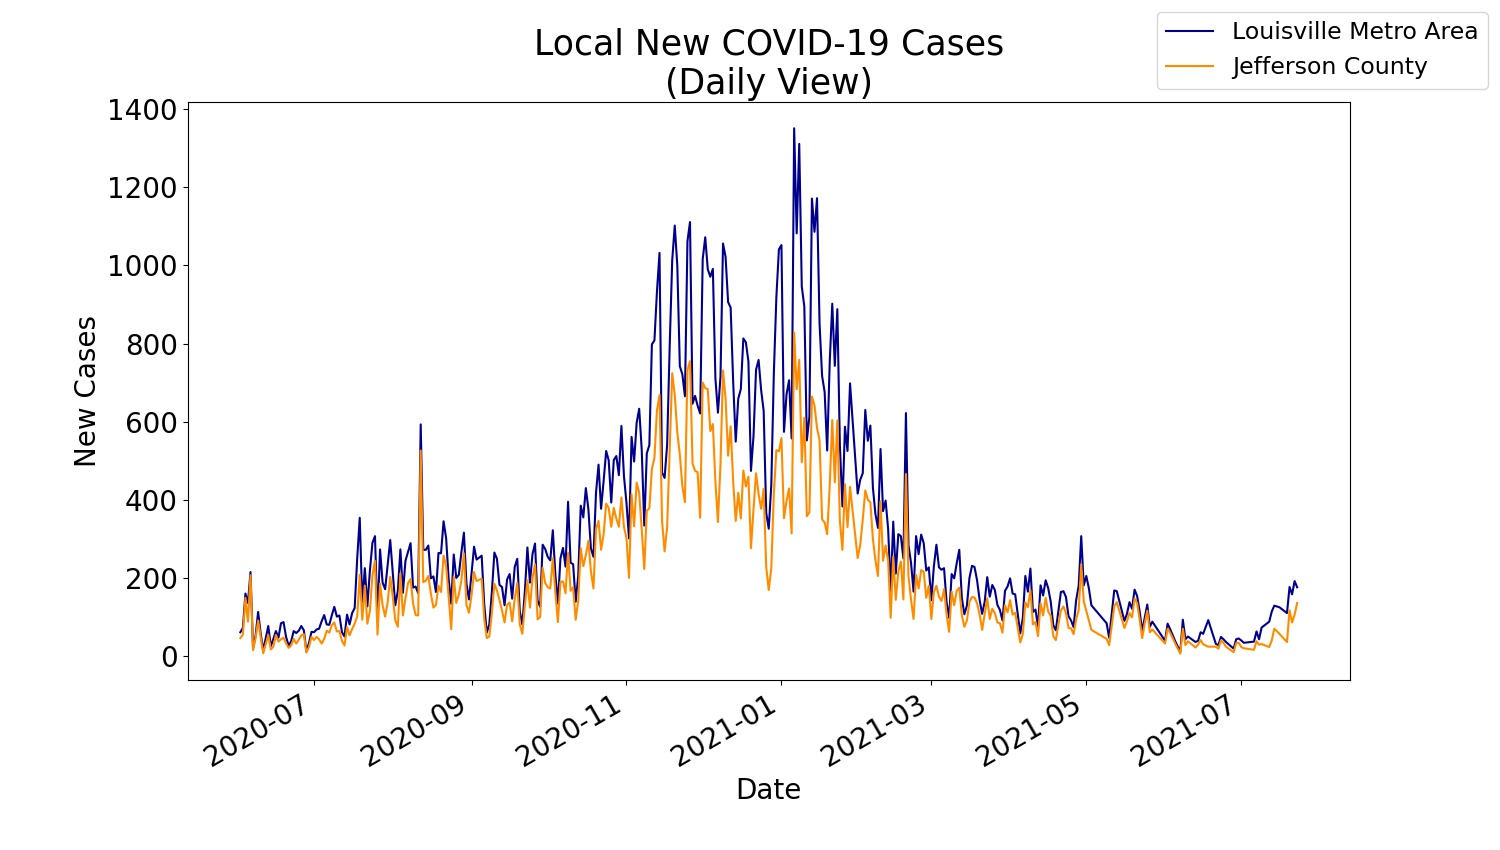 Local New COVID-19 Cases
(Daily View)
Louisville Metro Area
Jefferson County
1400
1200
1000
800
600
400
200
0
New Cases
2020-07
2020-09
2020-11
2021-01
2021-03
2021-05
2021-07
Date